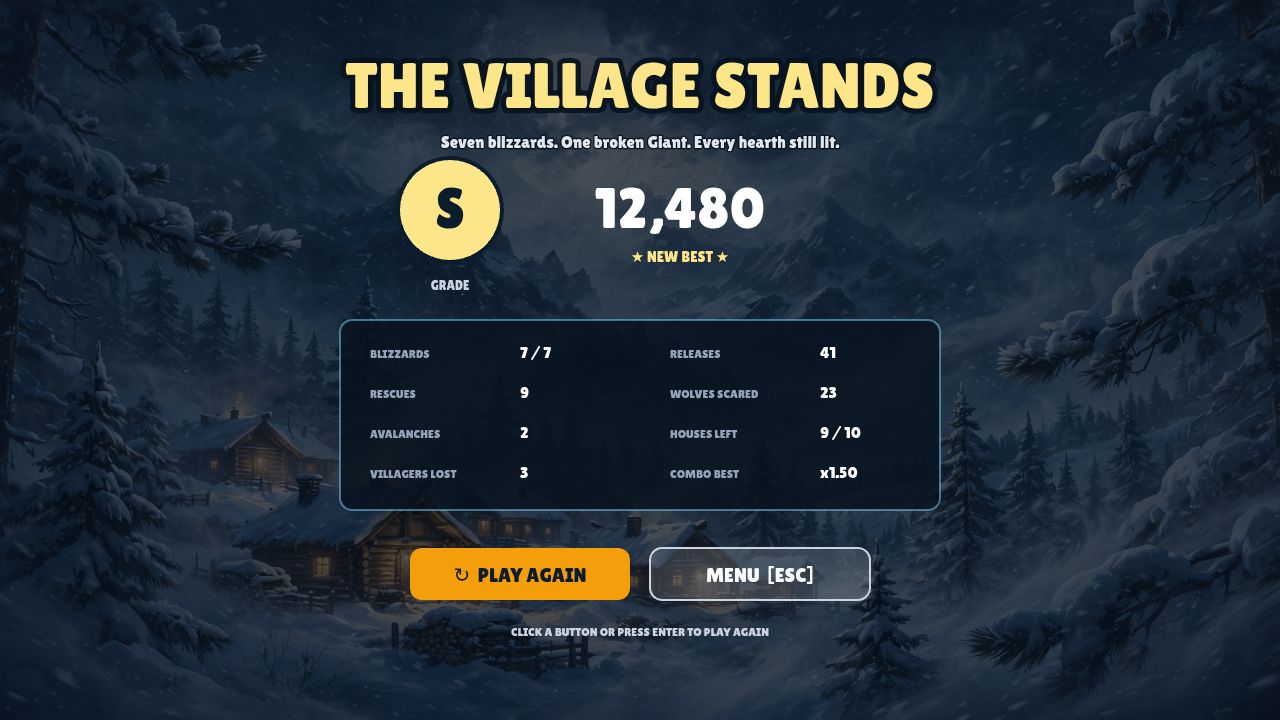 THE VILLAGE STANDS
Seven blizzards. One broken Giant. Every hearth still lit.
S
12,480
★ NEW BEST ★
GRADE
BLIZZARDS 7 / 7 RELEASES 41
RESCUES 9 WOLVES SCARED 23
AVALANCHES 2 HOUSES LEFT 9 / 10
VILLAGERS LOST 3 COMBO BEST x1.50
↻ PLAY AGAIN MENU [ESC]
CLICK A BUTTON OR PRESS ENTER TO PLAY AGAIN